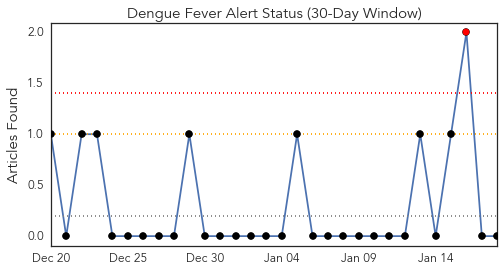 Dengue Fever Alert Status (30-Day Window)
Articles Found
2.0
1.5
1.0
0.5
0.0
Dec 20 Dec 25 Dec 30 Jan 04 Jan 09 Jan 14